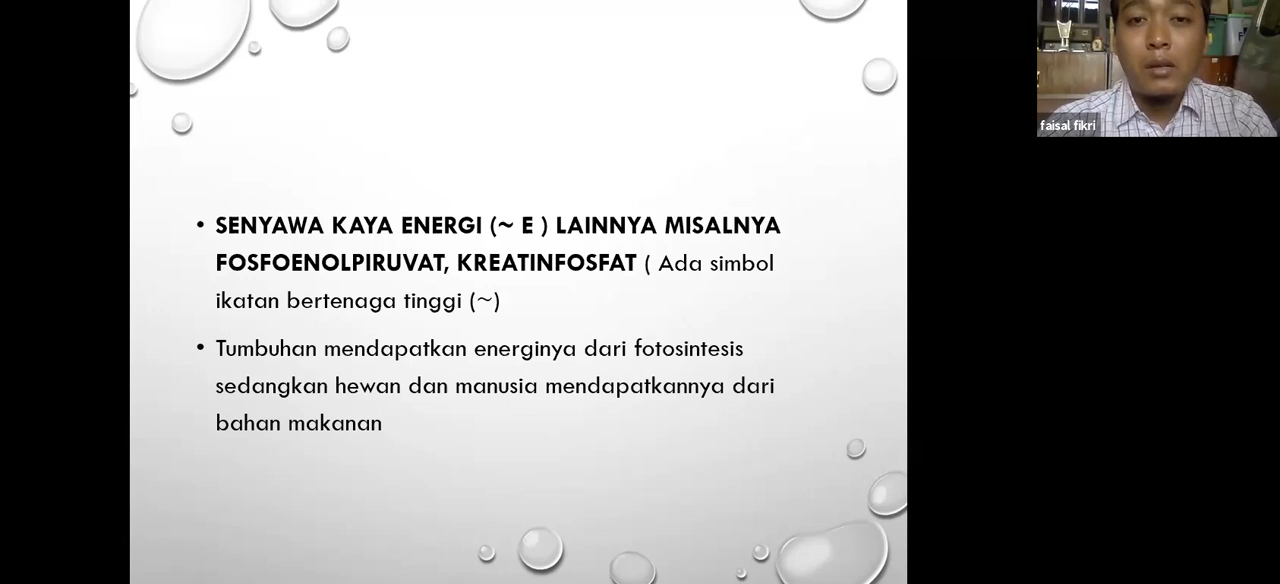 • SENYAWA KAYA ENERGI (~ E ) LAINNYA MISALNYA
FOSFOENOLPIRUVAT, KREATINFOSFAT ( Ada simbol
ikatan bertenaga tinggi (~)
• Tumbuhan mendapatkan energinya dari fotosintesis
sedangkan hewan dan manusia mendapatkannya dari
bahan makanan
faisal fikri